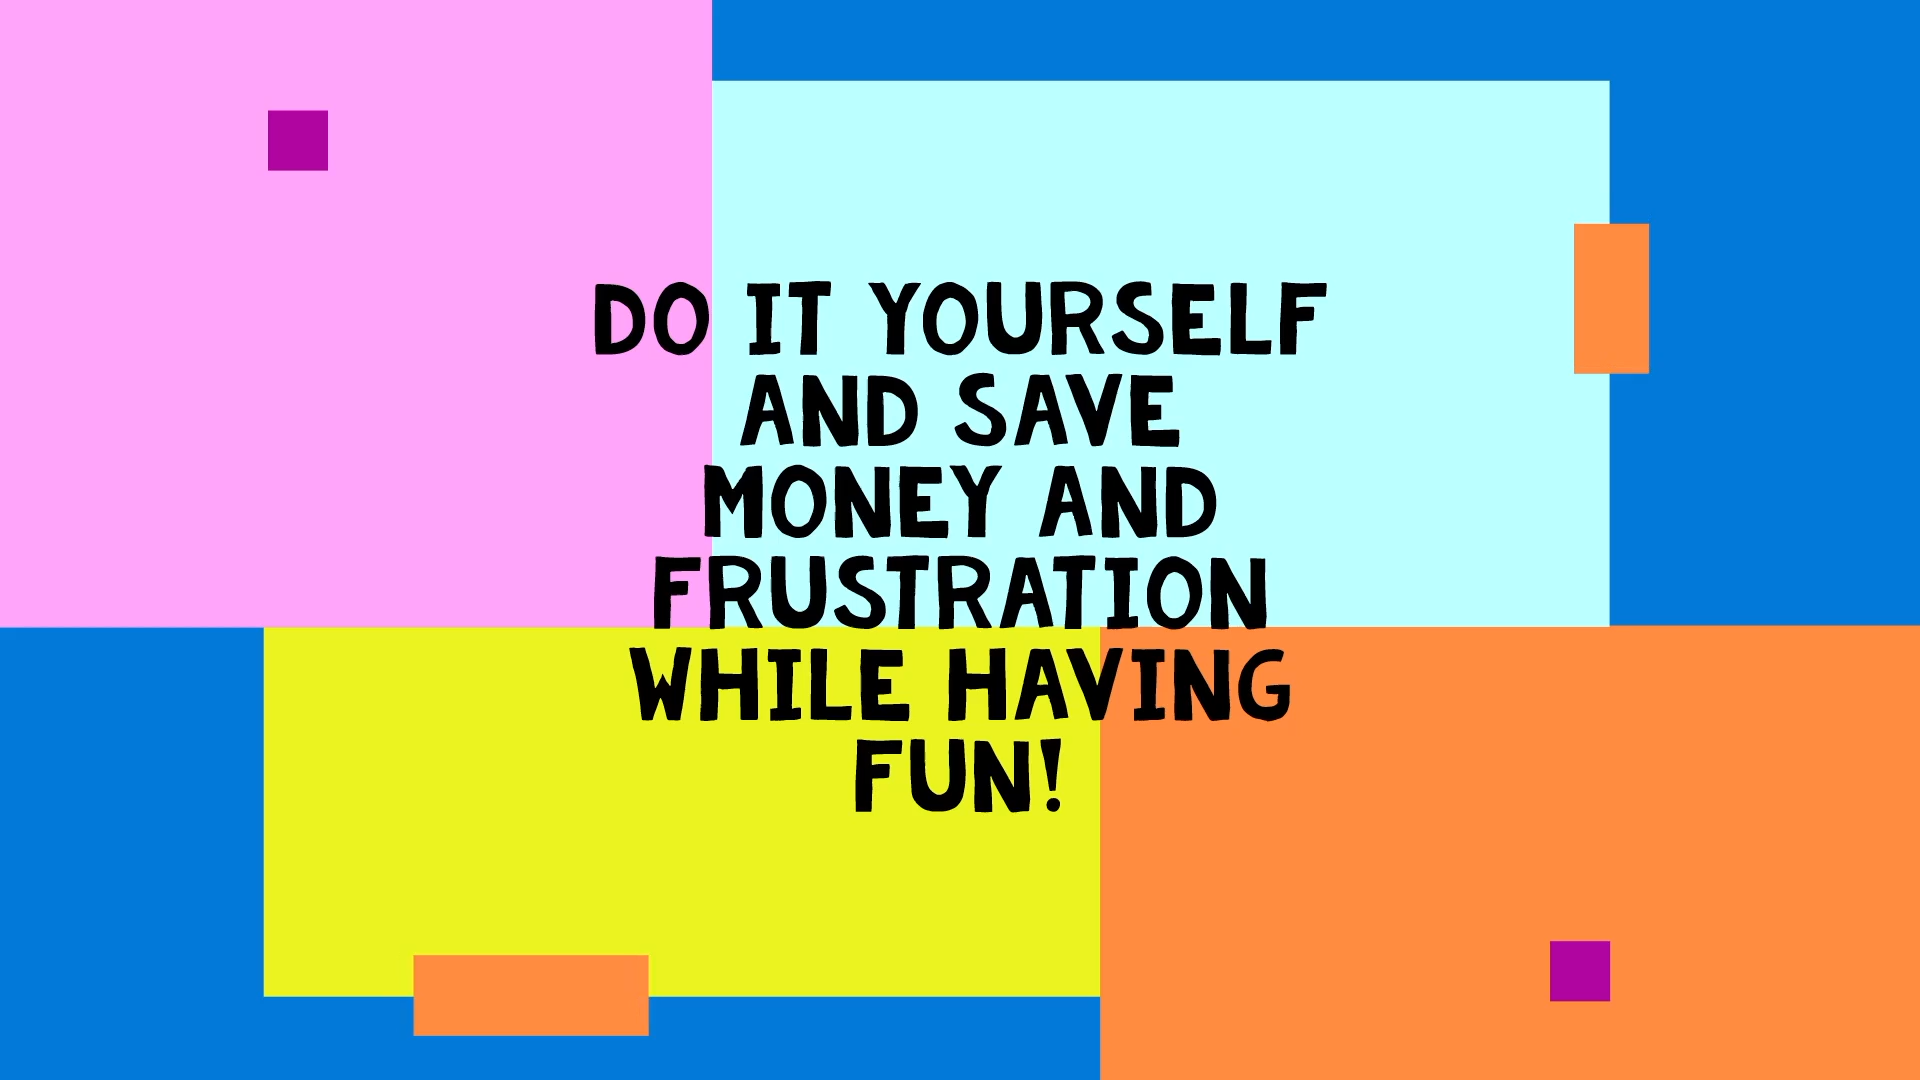 DO IT YOURSELF
AND SAVE
MONEY AND
FRUSTRATION
WHILE HAVING
FUN!